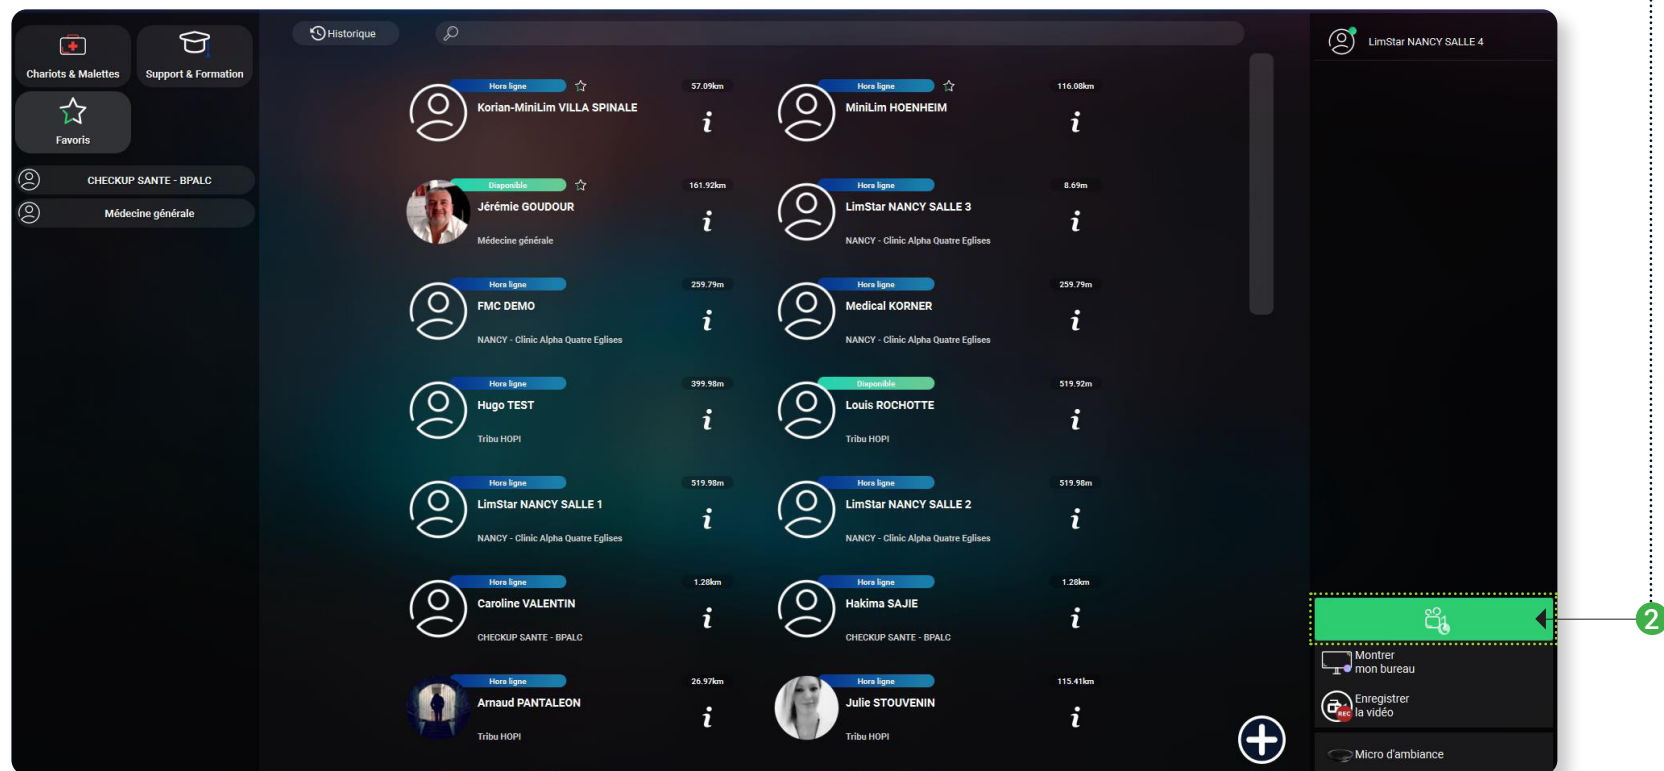 Chariots & Malettes
Support & Formation
Favoris
CHECKUP SANTE - BPALC
Médecine générale
Historique
Hors ligne
57.09km
Korian-MiniLim VILLA SPINALE
Hors ligne
116.08km
MiniLim HOENHEIM
Disponible
161.92km
Jérémie GOUDOUR
Médecine générale
Hors ligne
8.69m
LimStar NANCY SALLE 3
NANCY - Clinic Alpha Quatre Eglises
Hors ligne
259.79m
FMC DEMO
NANCY - Clinic Alpha Quatre Eglises
Hors ligne
259.79m
Medical KORNER
NANCY - Clinic Alpha Quatre Eglises
Hors ligne
399.98m
Hugo TEST
Tribu HOPI
Disponible
519.92m
Louis ROCHOTTE
Tribu HOPI
Hors ligne
519.98m
LimStar NANCY SALLE 1
NANCY - Clinic Alpha Quatre Eglises
Hors ligne
519.98m
LimStar NANCY SALLE 2
NANCY - Clinic Alpha Quatre Eglises
Hors ligne
1.28km
Caroline VALENTIN
CHECKUP SANTE - BPALC
Hors ligne
1.28km
Hakima SAJIE
CHECKUP SANTE - BPALC
Hors ligne
26.97km
Arnaud PANTALEON
Tribu HOPI
Hors ligne
115.41km
Julie STOUVENIN
Tribu HOPI
LimStar NANCY SALLE 4
2
Montrer
mon bureau
REC
Enregistrer
la vidéo
Micro d'ambiance